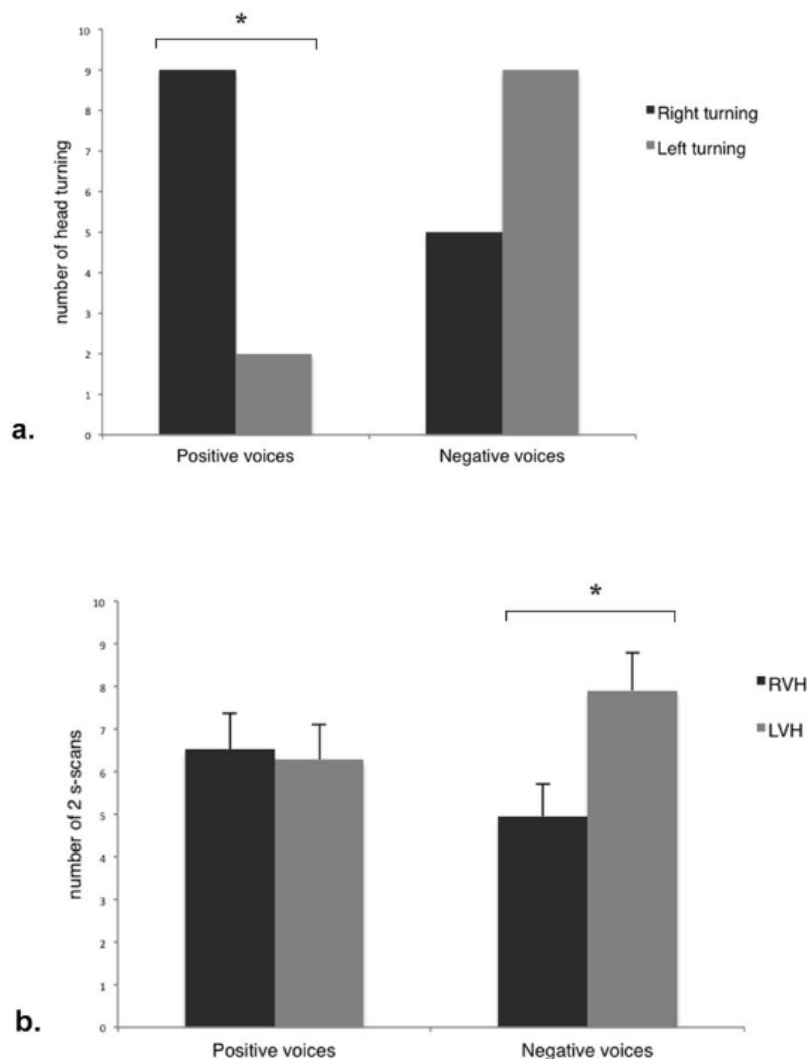 *
10
9
8
7
6
5
4
3
2
1
0
number of head turning
Positive voices
Negative voices
Right turning
Left turning
a.
*
10
9
8
7
6
5
4
3
2
1
0
number of 2 s-scans
Positive voices
Negative voices
RVH
LVH
b.